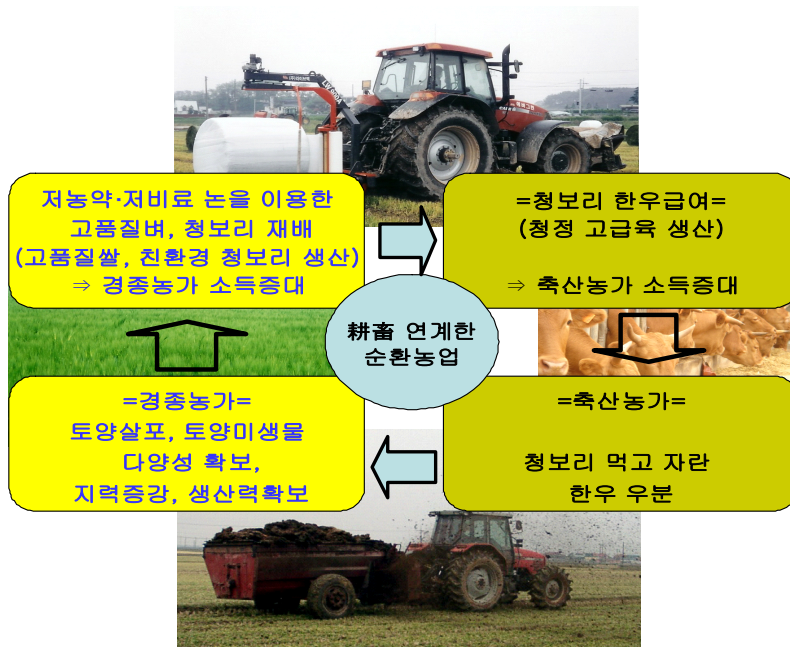 저농약·저비료 논을 이용한
고품질벼, 청보리 재배
(고품질쌀, 친환경 청보리 생산)
⇒ 경종농가 소득증대
=청보리 한우급여=
(청정 고급육 생산)
⇒ 축산농가 소득증대
耕畜 연계한
순환농업
=경종농가=
토양살포, 토양미생물
다양성 확보,
지력증강, 생산력확보
=축산농가=
청보리 먹고 자란
한우 우분